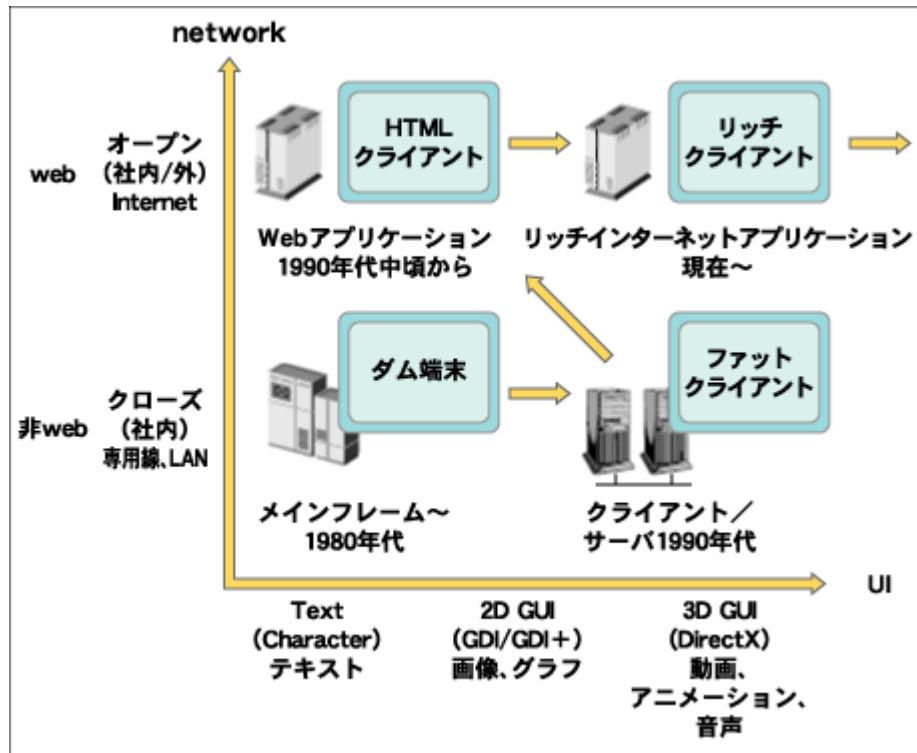 network
web
オープン
(社内/外)
Internet
HTML
クライアント
リッチ
クライアント
Webアプリケーション
1990年代中頃から
リッチインターネットアプリケーション
現在～
非web
クローズ
(社内)
専用線、LAN
ダム端末
ファット
クライアント
メインフレーム～
1980年代
クライアント／
サーバ1990年代
UI
Text
(Character)
テキスト
2D GUI
(GDI/GDI＋)
画像、グラフ
3D GUI
(DirectX)
動画、
アニメーション、
音声